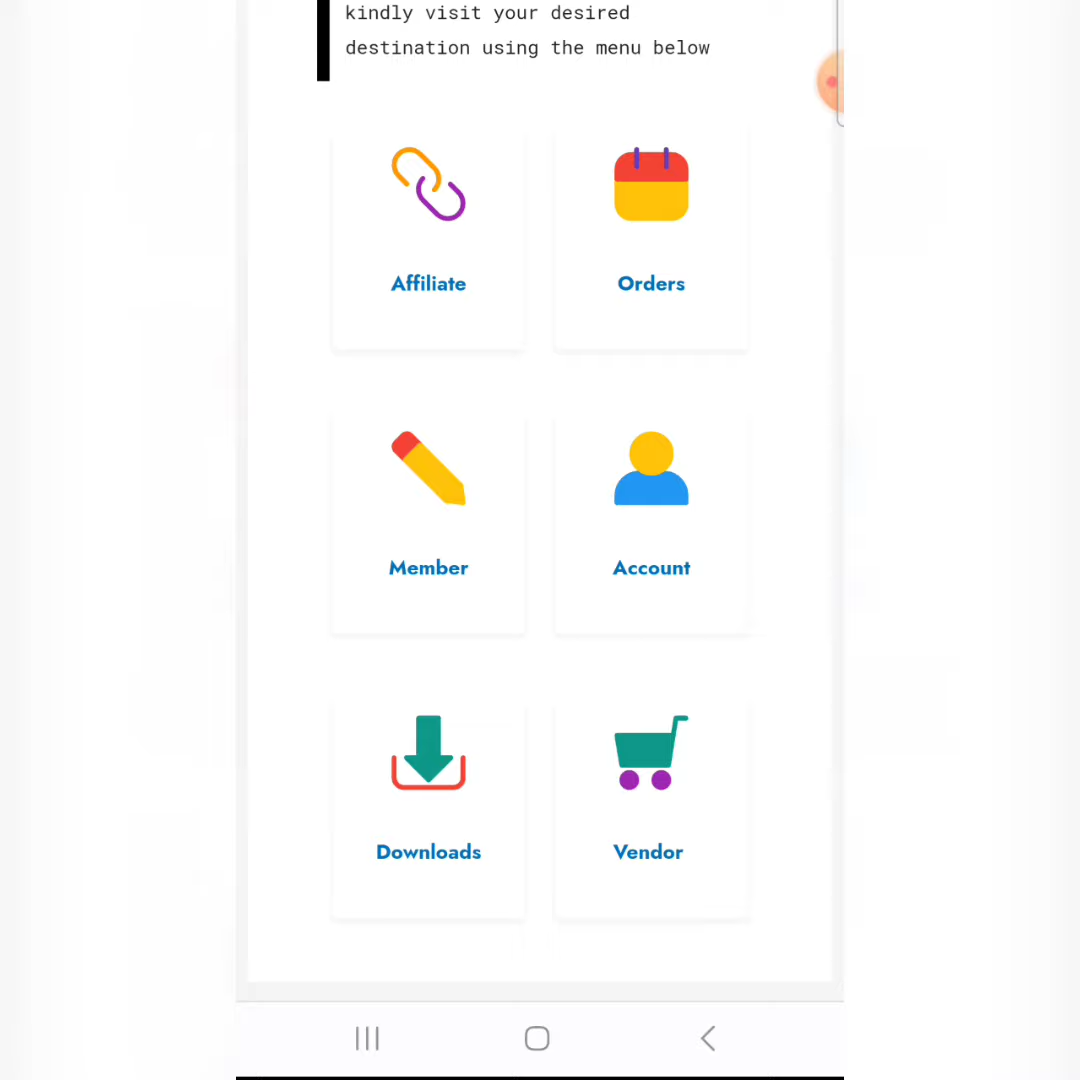 kindly visit your desired
destination using the menu below
Affiliate
Orders
Member
Account
Downloads
Vendor